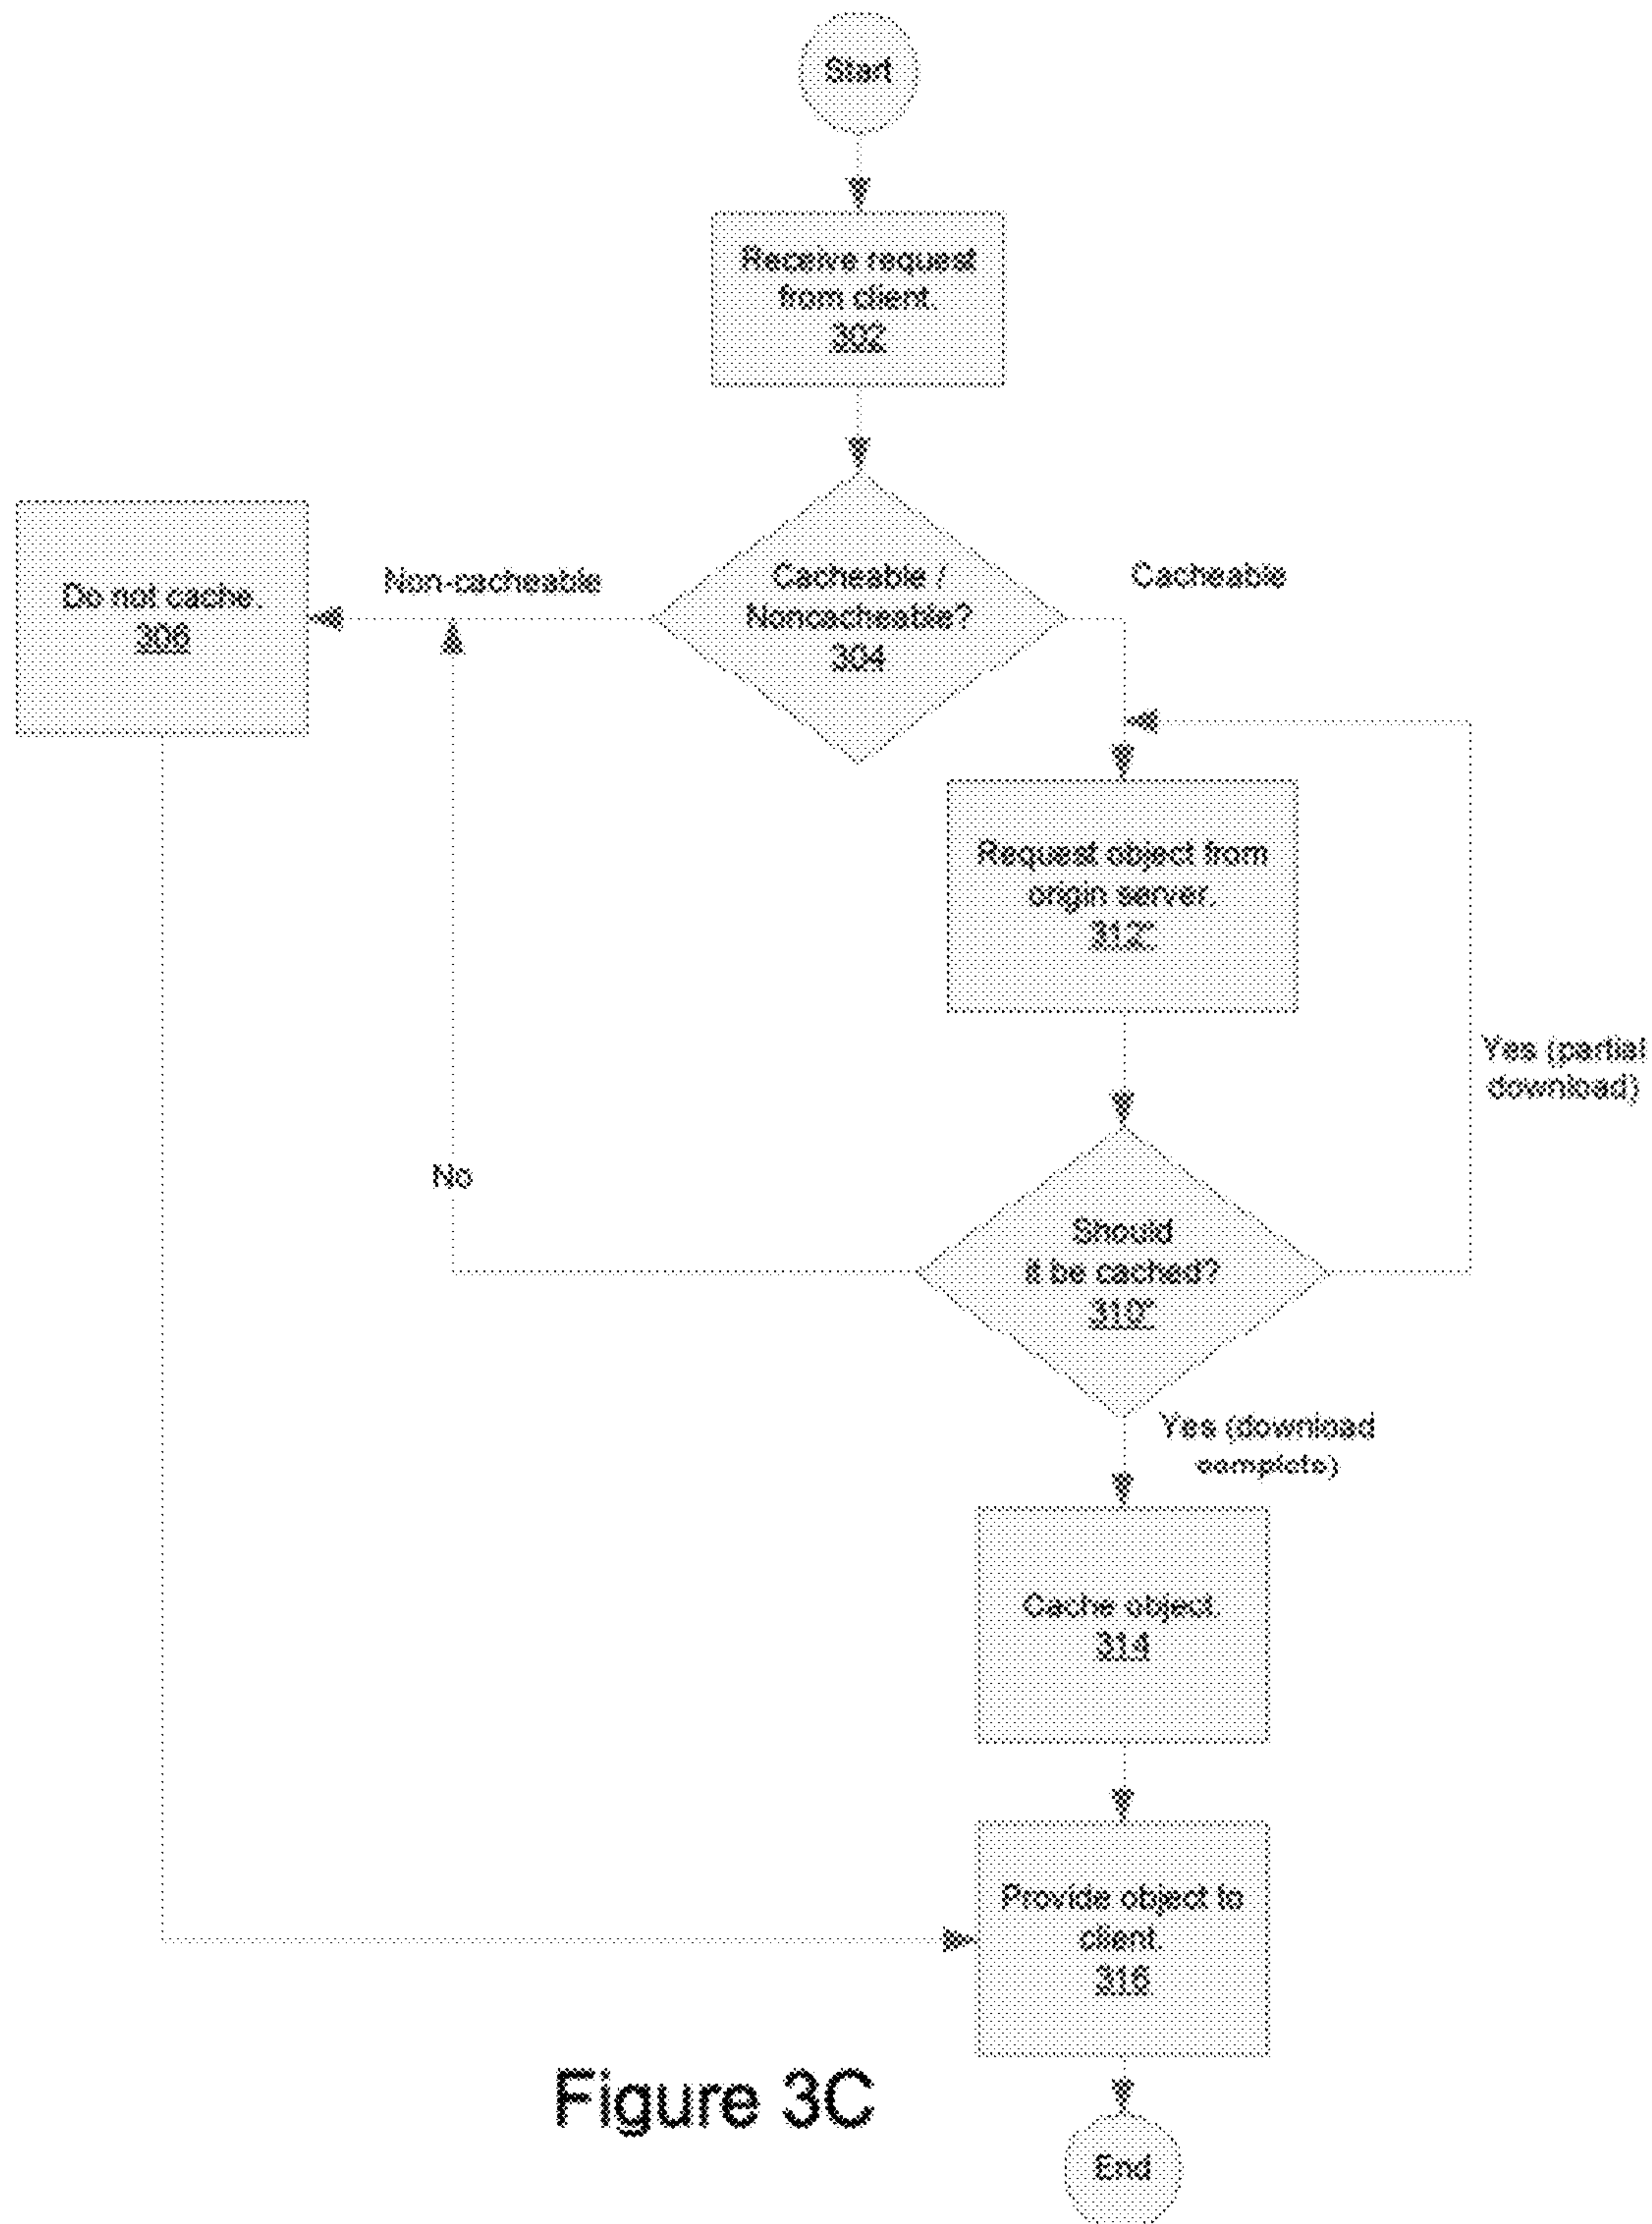 Start
Receive request
from client.
302
Cacheable /
Noncacheable?
304
Non-cacheable
Cacheable
Do not cache.
306
Request object from
origin server.
312"
Yes (partial
download)
No
Should
it be cached?
310"
Yes (download
complete)
Cache object.
314
Provide object to
client.
316
Figure 3C
End